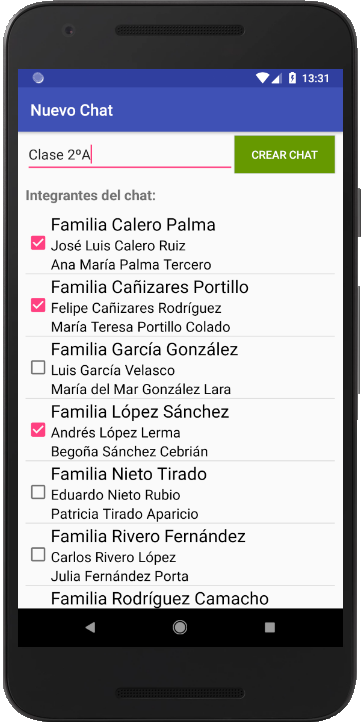 13:31
Nuevo Chat
Clase 2ºA
CREAR CHAT
Integrantes del chat:
Familia Calero Palma
José Luis Calero Ruiz
Ana María Palma Tercero
Familia Cañizares Portillo
Felipe Cañizares Rodríguez
María Teresa Portillo Colado
Familia García González
Luis García Velasco
María del Mar González Lara
Familia López Sánchez
Andrés López Lerma
Begoña Sánchez Cebrián
Familia Nieto Tirado
Eduardo Nieto Rubio
Patricia Tirado Aparicio
Familia Rivero Fernández
Carlos Rivero López
Julia Fernández Porta
Familia Rodríguez Camacho